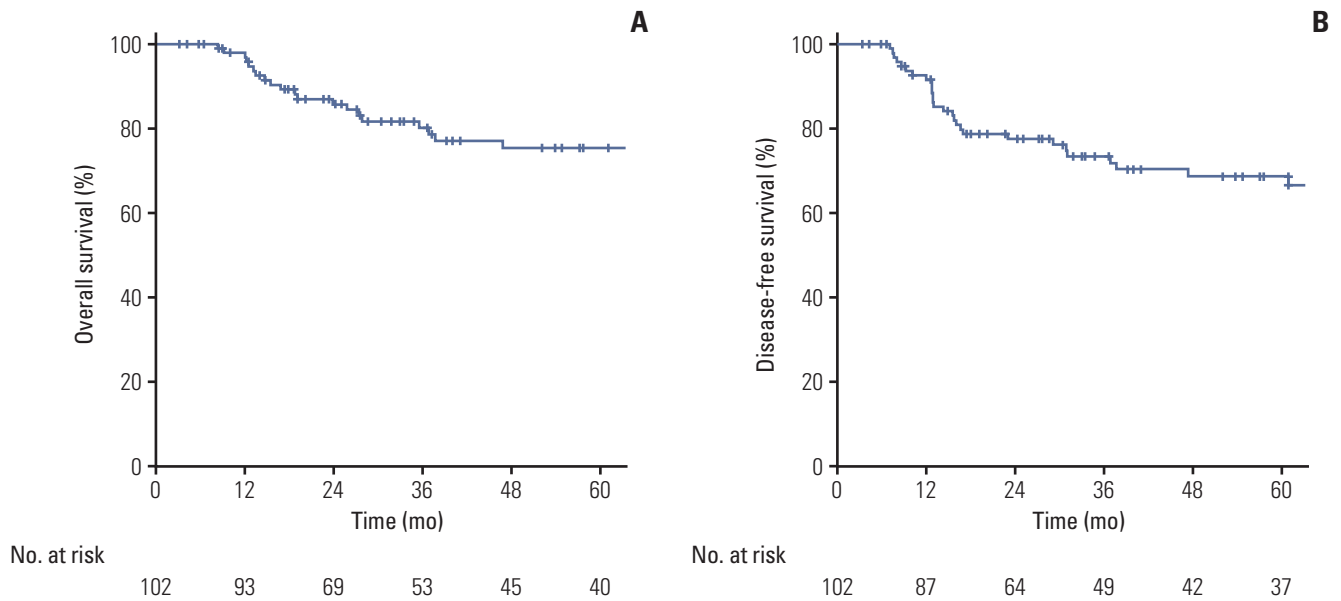 A
100
80
60
40
20
0
Overall survival (%)
0 12 24 36 48 60
Time (mo)
No. at risk
102 93 69 53 45 40
B
100
80
60
40
20
0
Disease-free survival (%)
0 12 24 36 48 60
Time (mo)
No. at risk
102 87 64 49 42 37